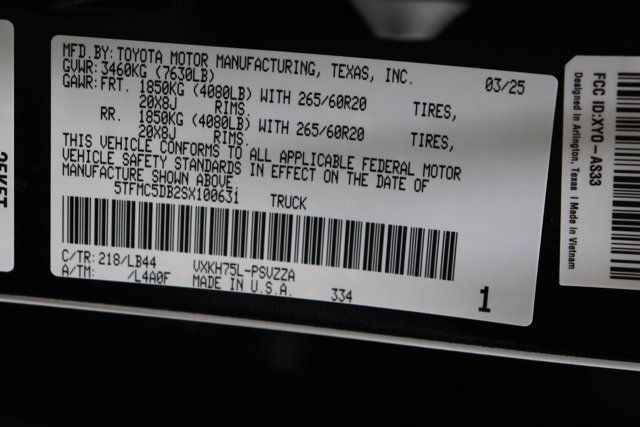 MFD.BY: TOYOTA MOTOR MANUFACTURING, TEXAS, INC.
GVWR: 3460KG (7630LB) 03/25
GAWR: FRT. 1850KG (4080LB) WITH 265/60R20 TIRES,
20X8J RIMS,
RR. 1850KG (4080LB) WITH 265/60R20 TIRES,
20X8J RIMS,
THIS VEHICLE CONFORMS TO ALL APPLICABLE FEDERAL MOTOR
VEHICLE SAFETY STANDARDS IN EFFECT ON THE DATE OF
MANUFACTURE SHOWN ABOVE.
5TFMC5DB2SX100631 TRUCK
C/TR: 218/LB44 VXKH75L-PSVZZA
A/TM: /L4A0F MADE IN U.S.A. 334
1
FCC ID:XYO-AS33
Designed in Arlington, Texas | Made in Vietnam